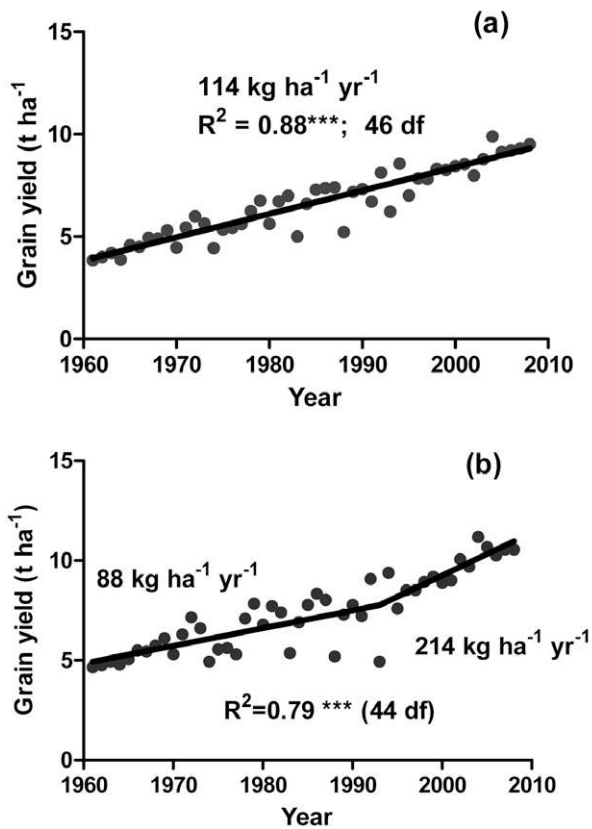 (a)
15
114 kg ha⁻¹ yr⁻¹
R² = 0.88***; 46 df
10
5
0
Grain yield (t ha⁻¹)
1960 1970 1980 1990 2000 2010
Year
(b)
15
88 kg ha⁻¹ yr⁻¹
10
214 kg ha⁻¹ yr⁻¹
5
R²=0.79 *** (44 df)
0
Grain yield (t ha⁻¹)
1960 1970 1980 1990 2000 2010
Year